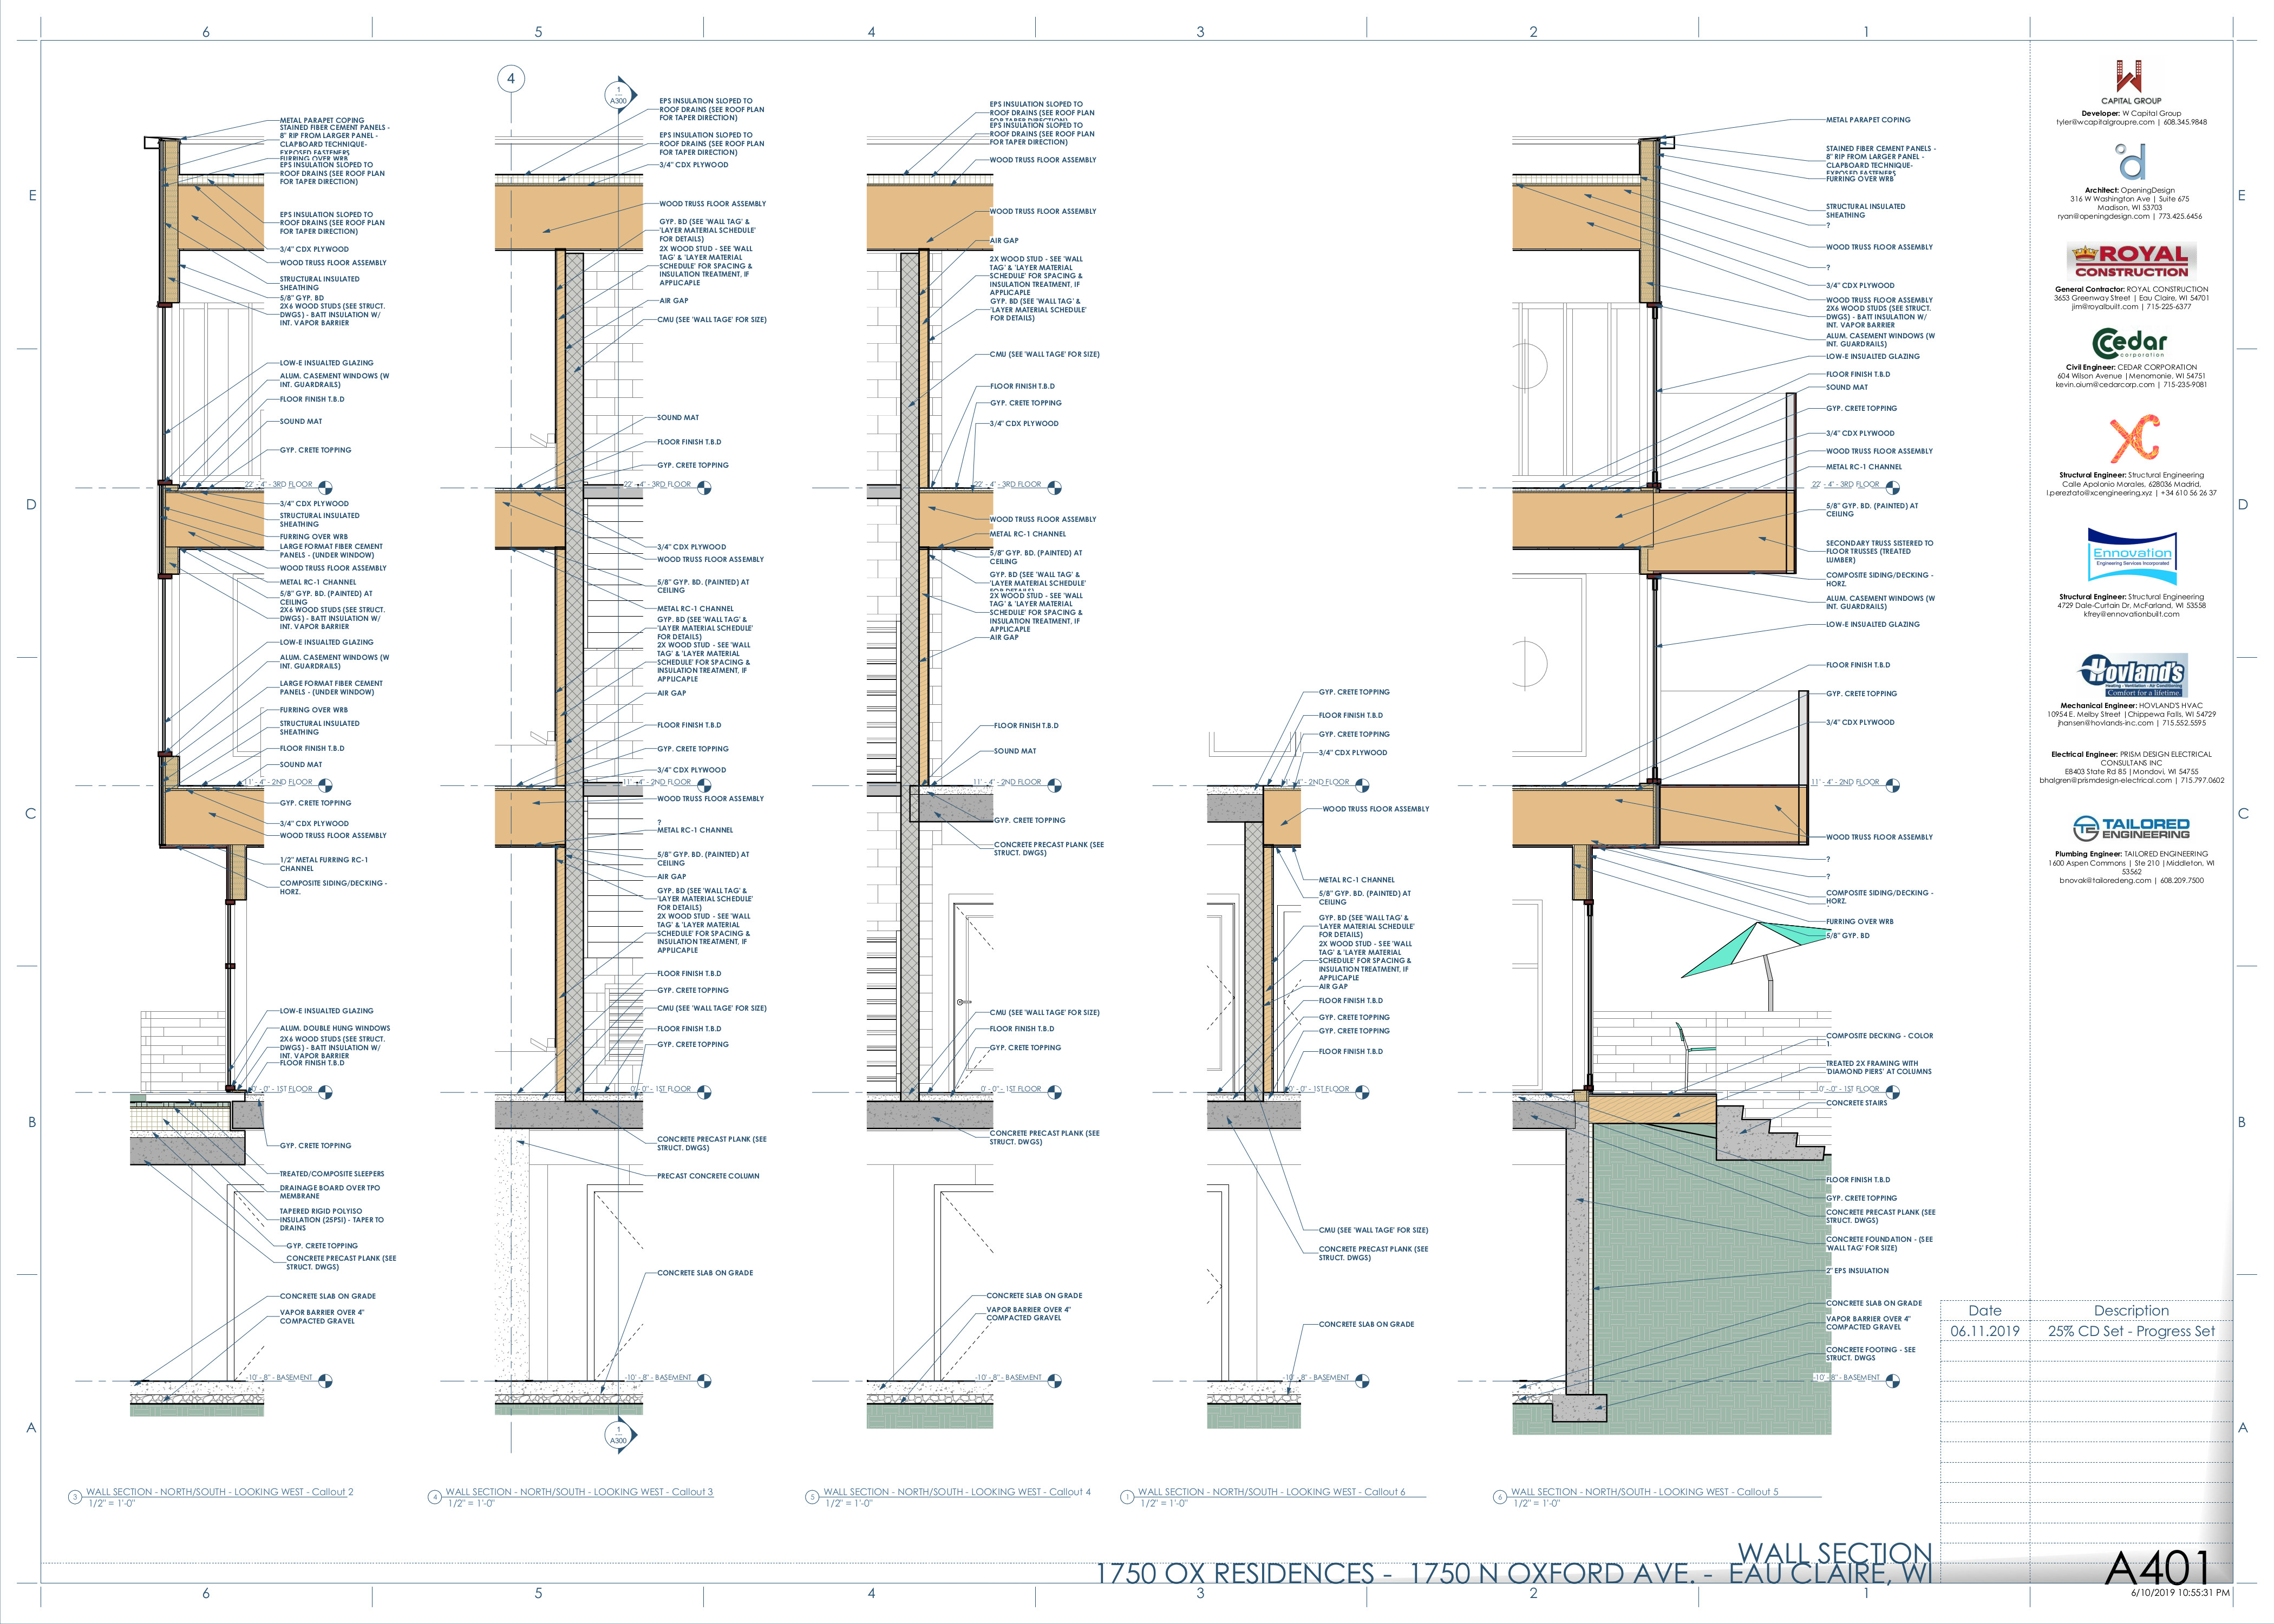 6
5
4
3
2
1
E
D
C
B
A
METAL PARAPET COPING
STAINED FIBER CEMENT PANELS -
8" RIP FROM LARGER PANEL -
CLAPBOARD TECHNIQUE-
EXPOSED FASTENERS
FURRING OVER WRB
EPS INSULATION SLOPED TO
ROOF DRAINS (SEE ROOF PLAN
FOR TAPER DIRECTION)
EPS INSULATION SLOPED TO
ROOF DRAINS (SEE ROOF PLAN
FOR TAPER DIRECTION)
3/4" CDX PLYWOOD
WOOD TRUSS FLOOR ASSEMBLY
STRUCTURAL INSULATED
SHEATHING
5/8" GYP. BD
2X6 WOOD STUDS (SEE STRUCT.
DWGS) - BATT INSULATION W/
INT. VAPOR BARRIER
LOW-E INSUALTED GLAZING
ALUM. CASEMENT WINDOWS (W
INT. GUARDRAILS)
FLOOR FINISH T.B.D
SOUND MAT
GYP. CRETE TOPPING
22' - 4" - 3RD FLOOR
3/4" CDX PLYWOOD
STRUCTURAL INSULATED
SHEATHING
FURRING OVER WRB
LARGE FORMAT FIBER CEMENT
PANELS - (UNDER WINDOW)
WOOD TRUSS FLOOR ASSEMBLY
METAL RC-1 CHANNEL
5/8" GYP. BD. (PAINTED) AT
CEILING
2X6 WOOD STUDS (SEE STRUCT.
DWGS) - BATT INSULATION W/
INT. VAPOR BARRIER
LOW-E INSUALTED GLAZING
ALUM. CASEMENT WINDOWS (W
INT. GUARDRAILS)
LARGE FORMAT FIBER CEMENT
PANELS - (UNDER WINDOW)
FURRING OVER WRB
STRUCTURAL INSULATED
SHEATHING
FLOOR FINISH T.B.D
SOUND MAT
11' - 4" - 2ND FLOOR
GYP. CRETE TOPPING
3/4" CDX PLYWOOD
WOOD TRUSS FLOOR ASSEMBLY
1/2" METAL FURRING RC-1
CHANNEL
COMPOSITE SIDING/DECKING -
HORZ.
LOW-E INSUALTED GLAZING
ALUM. DOUBLE HUNG WINDOWS
2X6 WOOD STUDS (SEE STRUCT.
DWGS) - BATT INSULATION W/
INT. VAPOR BARRIER
FLOOR FINISH T.B.D
0' - 0" - 1ST FLOOR
GYP. CRETE TOPPING
TREATED/COMPOSITE SLEEPERS
DRAINAGE BOARD OVER TPO
MEMBRANE
TAPERED RIGID POLYISO
INSULATION (25PSI) - TAPER TO
DRAINS
GYP. CRETE TOPPING
CONCRETE PRECAST PLANK (SEE
STRUCT. DWGS)
CONCRETE SLAB ON GRADE
VAPOR BARRIER OVER 4"
COMPACTED GRAVEL
-10' - 8" - BASEMENT
3
WALL SECTION - NORTH/SOUTH - LOOKING WEST - Callout 2
1/2" = 1'-0"
4
1
A300
EPS INSULATION SLOPED TO
ROOF DRAINS (SEE ROOF PLAN
FOR TAPER DIRECTION)
EPS INSULATION SLOPED TO
ROOF DRAINS (SEE ROOF PLAN
FOR TAPER DIRECTION)
3/4" CDX PLYWOOD
WOOD TRUSS FLOOR ASSEMBLY
GYP. BD (SEE 'WALL TAG' &
'LAYER MATERIAL SCHEDULE'
FOR DETAILS)
2X WOOD STUD - SEE 'WALL
TAG' & 'LAYER MATERIAL
SCHEDULE' FOR SPACING &
INSULATION TREATMENT, IF
APPLICAPLE
AIR GAP
CMU (SEE 'WALL TAGE' FOR SIZE)
SOUND MAT
FLOOR FINISH T.B.D
GYP. CRETE TOPPING
22' - 4" - 3RD FLOOR
3/4" CDX PLYWOOD
WOOD TRUSS FLOOR ASSEMBLY
5/8" GYP. BD. (PAINTED) AT
CEILING
METAL RC-1 CHANNEL
GYP. BD (SEE 'WALL TAG' &
'LAYER MATERIAL SCHEDULE'
FOR DETAILS)
2X WOOD STUD - SEE 'WALL
TAG' & 'LAYER MATERIAL
SCHEDULE' FOR SPACING &
INSULATION TREATMENT, IF
APPLICAPLE
AIR GAP
FLOOR FINISH T.B.D
GYP. CRETE TOPPING
3/4" CDX PLYWOOD
11' - 4" - 2ND FLOOR
WOOD TRUSS FLOOR ASSEMBLY
?
METAL RC-1 CHANNEL
5/8" GYP. BD. (PAINTED) AT
CEILING
AIR GAP
GYP. BD (SEE 'WALL TAG' &
'LAYER MATERIAL SCHEDULE'
FOR DETAILS)
2X WOOD STUD - SEE 'WALL
TAG' & 'LAYER MATERIAL
SCHEDULE' FOR SPACING &
INSULATION TREATMENT, IF
APPLICAPLE
FLOOR FINISH T.B.D
GYP. CRETE TOPPING
CMU (SEE 'WALL TAGE' FOR SIZE)
FLOOR FINISH T.B.D
GYP. CRETE TOPPING
0' - 0" - 1ST FLOOR
CONCRETE PRECAST PLANK (SEE
STRUCT. DWGS)
PRECAST CONCRETE COLUMN
CONCRETE SLAB ON GRADE
-10' - 8" - BASEMENT
1
A300
4
WALL SECTION - NORTH/SOUTH - LOOKING WEST - Callout 3
1/2" = 1'-0"
EPS INSULATION SLOPED TO
ROOF DRAINS (SEE ROOF PLAN
FOR TAPER DIRECTION)
EPS INSULATION SLOPED TO
ROOF DRAINS (SEE ROOF PLAN
FOR TAPER DIRECTION)
WOOD TRUSS FLOOR ASSEMBLY
WOOD TRUSS FLOOR ASSEMBLY
AIR GAP
2X WOOD STUD - SEE 'WALL
TAG' & 'LAYER MATERIAL
SCHEDULE' FOR SPACING &
INSULATION TREATMENT, IF
APPLICAPLE
GYP. BD (SEE 'WALL TAG' &
'LAYER MATERIAL SCHEDULE'
FOR DETAILS)
CMU (SEE 'WALL TAGE' FOR SIZE)
FLOOR FINISH T.B.D
GYP. CRETE TOPPING
3/4" CDX PLYWOOD
22' - 4" - 3RD FLOOR
WOOD TRUSS FLOOR ASSEMBLY
METAL RC-1 CHANNEL
5/8" GYP. BD. (PAINTED) AT
CEILING
GYP. BD (SEE 'WALL TAG' &
'LAYER MATERIAL SCHEDULE'
FOR DETAILS)
2X WOOD STUD - SEE 'WALL
TAG' & 'LAYER MATERIAL
SCHEDULE' FOR SPACING &
INSULATION TREATMENT, IF
APPLICAPLE
AIR GAP
FLOOR FINISH T.B.D
SOUND MAT
11' - 4" - 2ND FLOOR
GYP. CRETE TOPPING
CONCRETE PRECAST PLANK (SEE
STRUCT. DWGS)
CMU (SEE 'WALL TAGE' FOR SIZE)
FLOOR FINISH T.B.D
GYP. CRETE TOPPING
0' - 0" - 1ST FLOOR
CONCRETE PRECAST PLANK (SEE
STRUCT. DWGS)
CONCRETE SLAB ON GRADE
VAPOR BARRIER OVER 4"
COMPACTED GRAVEL
-10' - 8" - BASEMENT
5
WALL SECTION - NORTH/SOUTH - LOOKING WEST - Callout 4
1/2" = 1'-0"
GYP. CRETE TOPPING
FLOOR FINISH T.B.D
GYP. CRETE TOPPING
3/4" CDX PLYWOOD
11' - 4" - 2ND FLOOR
WOOD TRUSS FLOOR ASSEMBLY
METAL RC-1 CHANNEL
5/8" GYP. BD. (PAINTED) AT
CEILING
GYP. BD (SEE 'WALL TAG' &
'LAYER MATERIAL SCHEDULE'
FOR DETAILS)
2X WOOD STUD - SEE 'WALL
TAG' & 'LAYER MATERIAL
SCHEDULE' FOR SPACING &
INSULATION TREATMENT, IF
APPLICAPLE
AIR GAP
FLOOR FINISH T.B.D
GYP. CRETE TOPPING
GYP. CRETE TOPPING
FLOOR FINISH T.B.D
0' - 0" - 1ST FLOOR
CMU (SEE 'WALL TAGE' FOR SIZE)
CONCRETE PRECAST PLANK (SEE
STRUCT. DWGS)
CONCRETE SLAB ON GRADE
-10' - 8" - BASEMENT
1
WALL SECTION - NORTH/SOUTH - LOOKING WEST - Callout 6
1/2" = 1'-0"
METAL PARAPET COPING
STAINED FIBER CEMENT PANELS -
8" RIP FROM LARGER PANEL -
CLAPBOARD TECHNIQUE-
EXPOSED FASTENERS
FURRING OVER WRB
STRUCTURAL INSULATED
SHEATHING
?
WOOD TRUSS FLOOR ASSEMBLY
?
3/4" CDX PLYWOOD
WOOD TRUSS FLOOR ASSEMBLY
2X6 WOOD STUDS (SEE STRUCT.
DWGS) - BATT INSULATION W/
INT. VAPOR BARRIER
ALUM. CASEMENT WINDOWS (W
INT. GUARDRAILS)
LOW-E INSUALTED GLAZING
FLOOR FINISH T.B.D
SOUND MAT
GYP. CRETE TOPPING
3/4" CDX PLYWOOD
WOOD TRUSS FLOOR ASSEMBLY
METAL RC-1 CHANNEL
22' - 4" - 3RD FLOOR
5/8" GYP. BD. (PAINTED) AT
CEILING
SECONDARY TRUSS SISTERED TO
FLOOR TRUSSES (TREATED
LUMBER)
COMPOSITE SIDING/DECKING -
HORZ.
ALUM. CASEMENT WINDOWS (W
INT. GUARDRAILS)
LOW-E INSUALTED GLAZING
FLOOR FINISH T.B.D
GYP. CRETE TOPPING
3/4" CDX PLYWOOD
11' - 4" - 2ND FLOOR
WOOD TRUSS FLOOR ASSEMBLY
?
?
COMPOSITE SIDING/DECKING -
HORZ.
FURRING OVER WRB
5/8" GYP. BD
COMPOSITE DECKING - COLOR
1.
TREATED 2X FRAMING WITH
'DIAMOND PIERS' AT COLUMNS
0' - 0" - 1ST FLOOR
CONCRETE STAIRS
FLOOR FINISH T.B.D
GYP. CRETE TOPPING
CONCRETE PRECAST PLANK (SEE
STRUCT. DWGS)
CONCRETE FOUNDATION - (SEE
'WALL TAG' FOR SIZE)
2" EPS INSULATION
CONCRETE SLAB ON GRADE
VAPOR BARRIER OVER 4"
COMPACTED GRAVEL
CONCRETE FOOTING - SEE
STRUCT. DWGS
-10' - 8" - BASEMENT
6
WALL SECTION - NORTH/SOUTH - LOOKING WEST - Callout 5
1/2" = 1'-0"
E
D
C
B
A
CAPITAL GROUP
Developer: W Capital Group
tyler@wcapitalgroupre.com | 608.345.9848
d
Architect: OpeningDesign
316 W Washington Ave | Suite 675
Madison, WI 53703
ryan@openingdesign.com | 773.425.6456
ROYAL
CONSTRUCTION
General Contractor: ROYAL CONSTRUCTION
3653 Greenway Street | Eau Claire, WI 54701
jim@royalbuilt.com | 715-225-6377
Cedar
corporation
Civil Engineer: CEDAR CORPORATION
604 Wilson Avenue |Menomonie, WI 54751
kevin.oium@cedarcorp.com | 715-235-9081
XC
Structural Engineer: Structural Engineering
Calle Apolonio Morales, 628036 Madrid,
l.pereztato@xcengineering.xyz | +34 610 56 26 37
Ennovation
Engineering Services Incorporated
Structural Engineer: Structural Engineering
4729 Dale-Curtain Dr, McFarland, WI 53558
kfrey@ennovationbuilt.com
Hovland's
Heating - Ventilation - Air Conditioning
Comfort for a lifetime.
Mechanical Engineer: HOVLAND'S HVAC
10954 E. Melby Street |Chippewa Falls, WI 54729
jhansen@hovlands-inc.com | 715.552.5595
Electrical Engineer: PRISM DESIGN ELECTRICAL
CONSULTANS INC
E8403 State Rd 85 |Mondovi, WI 54755
bhalgren@prismdesign-electrical.com | 715.797.0602
TE TAILORED
ENGINEERING
Plumbing Engineer: TAILORED ENGINEERING
1600 Aspen Commons | Ste 210 |Middleton, WI
53562
bnovak@tailoredeng.com | 608.209.7500
Date Description
06.11.2019 25% CD Set - Progress Set
WALL SECTION
1750 OX RESIDENCES - 1750 N OXFORD AVE. - EAU CLAIRE, WI
A401
6/10/2019 10:55:31 PM
6
5
4
3
2
1